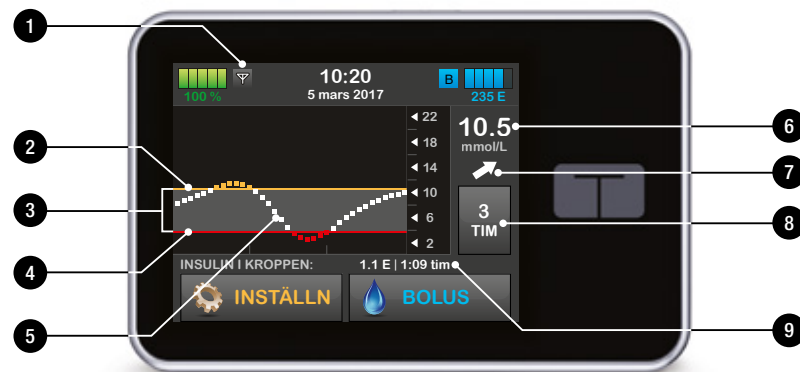 1
10:20
B
100 %
5 mars 2017
235 E
22
10.5
6
mmol/L
18
2
14
7
3
10
3
TIM
8
6
4
2
INSULIN I KROPPEN:
1.1 E | 1:09 tim
INSTÄLLN
BOLUS
5
9